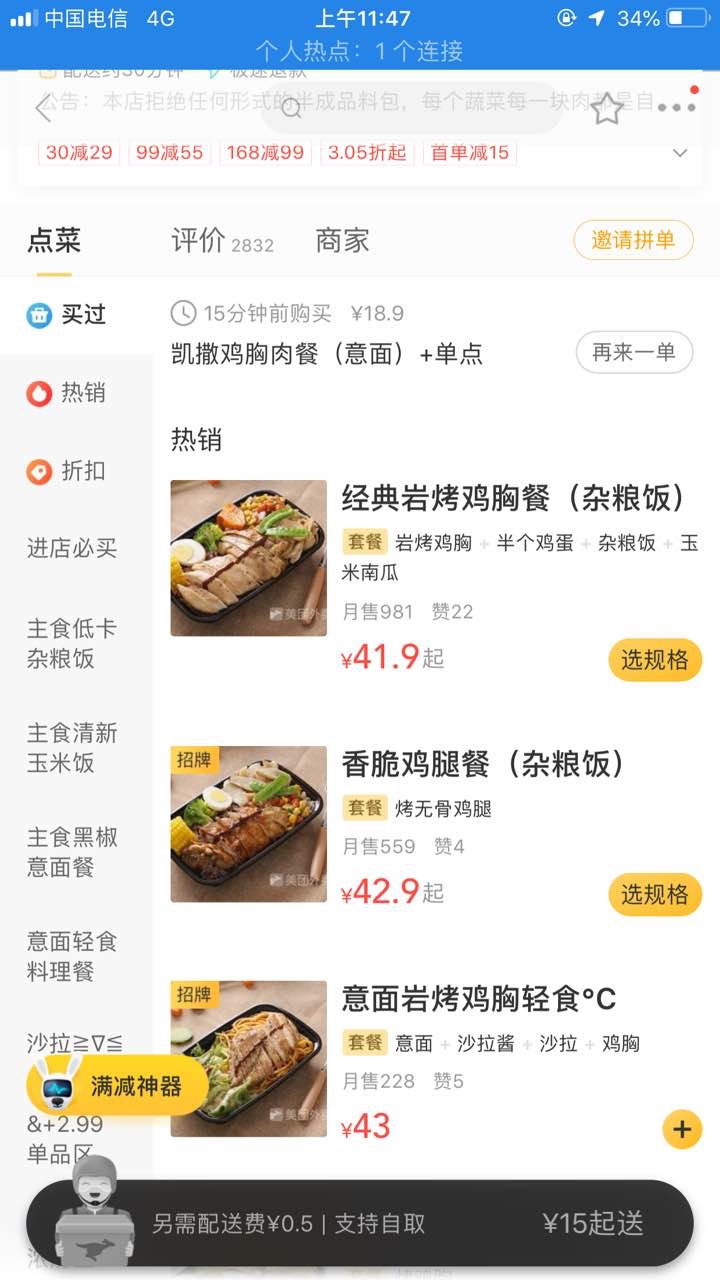 中国电信 4G 上午11:47 34%
个人热点：1 个连接
配送约30分钟 极速退款
公告：本店拒绝任何形式的半成品料包，每个蔬菜每一块肉都是自
30减29 99减55 168减99 3.05折起 首单减15
点菜 评价 2832 商家 邀请拼单
买过
15分钟前购买 ¥18.9
凯撒鸡胸肉餐（意面）+单点 再来一单
热销
折扣
进店必买
主食低卡
杂粮饭
主食清新
玉米饭
主食黑椒
意面餐
意面轻食
料理餐
沙拉≧∇≦
&+2.99
单品区
热销
经典岩烤鸡胸餐（杂粮饭）
套餐 岩烤鸡胸 + 半个鸡蛋 + 杂粮饭 + 玉
米南瓜
月售981 赞22
¥41.9起 选规格
美团外卖
招牌
香脆鸡腿餐（杂粮饭）
套餐 烤无骨鸡腿
月售559 赞4
¥42.9起 选规格
美团外卖
招牌
意面岩烤鸡胸轻食°C
套餐 意面 + 沙拉酱 + 沙拉 + 鸡胸
月售228 赞5
¥43 +
美团外卖
满减神器
另需配送费¥0.5 | 支持自取 ¥15起送